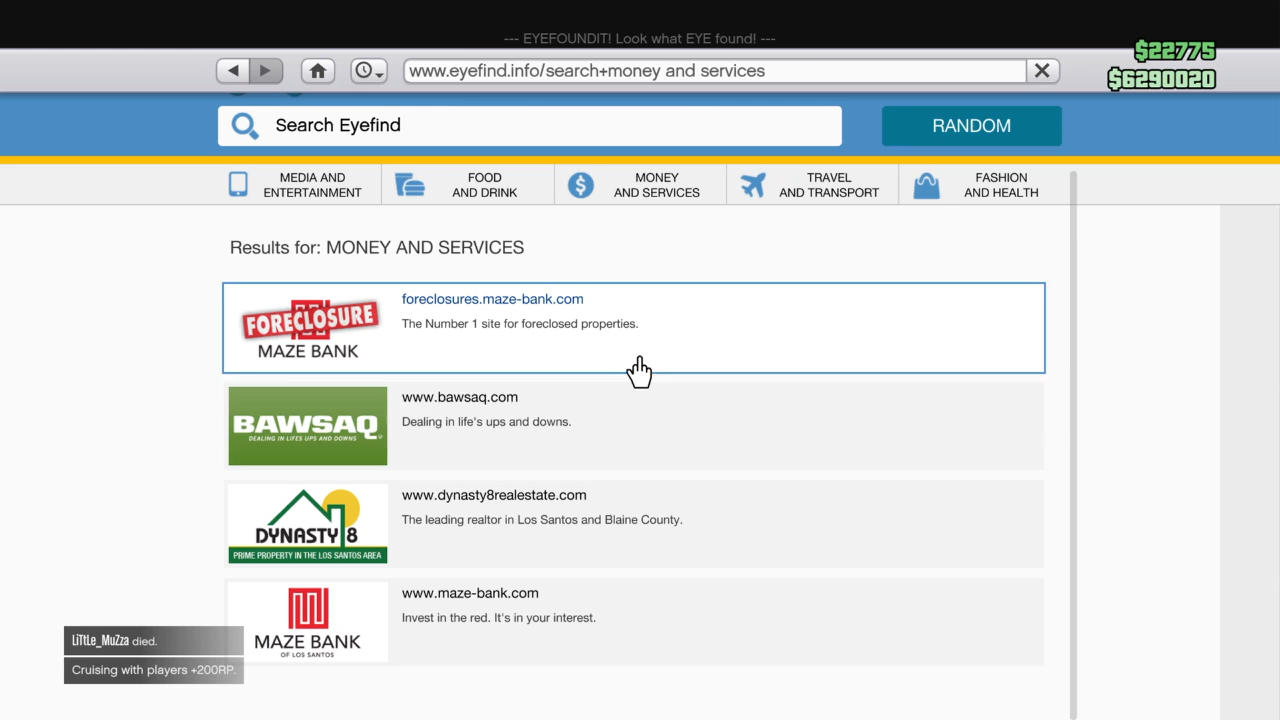 --- EYEFOUNDIT! Look what EYE found! ---
$22775
www.eyefind.info/search+money and services
$6290020
Search Eyefind
RANDOM
MEDIA AND
ENTERTAINMENT
FOOD
AND DRINK
MONEY
AND SERVICES
TRAVEL
AND TRANSPORT
FASHION
AND HEALTH
Results for: MONEY AND SERVICES
FORECLOSURE
MAZE BANK
foreclosures.maze-bank.com
The Number 1 site for foreclosed properties.
BAWSAQ
DEALING IN LIFES UPS AND DOWNS
www.bawsaq.com
Dealing in life's ups and downs.
DYNASTY 8
PRIME PROPERTY IN THE LOS SANTOS AREA
www.dynasty8realestate.com
The leading realtor in Los Santos and Blaine County.
MAZE BANK
OF LOS SANTOS
www.maze-bank.com
Invest in the red. It's in your interest.
LiTtLe_MuZza died.
Cruising with players +200RP.